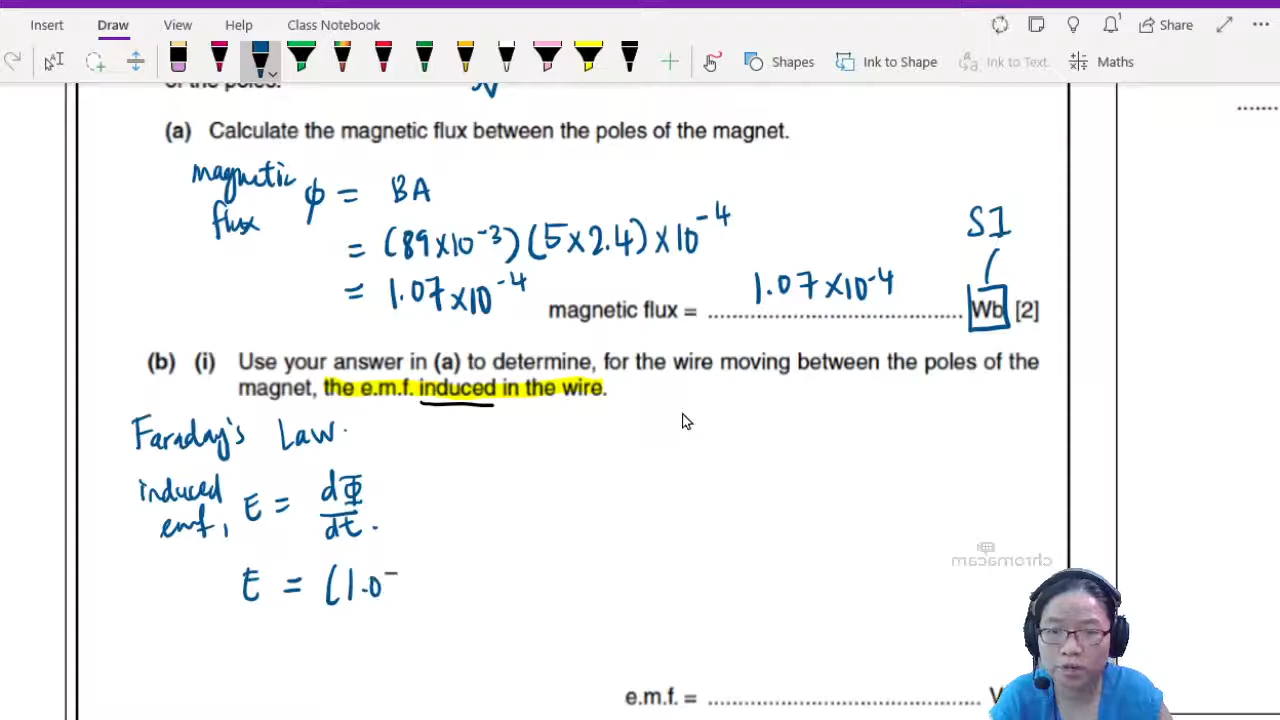 Insert Draw View Help Class Notebook Share
Shapes Ink to Shape Ink to Text Maths
of the poles.
(a) Calculate the magnetic flux between the poles of the magnet.
magnetic flux ϕ = BA
= (89×10⁻³)(5×2.4)×10⁻⁴
= 1.07×10⁻⁴
SI
magnetic flux = 1.07×10⁻⁴ Wb [2]
(b) (i) Use your answer in (a) to determine, for the wire moving between the poles of the
magnet, the e.m.f. induced in the wire.
Faraday's Law.
induced emf, E = dΦ/dt.
E = (1.0
chromacam
e.m.f. =